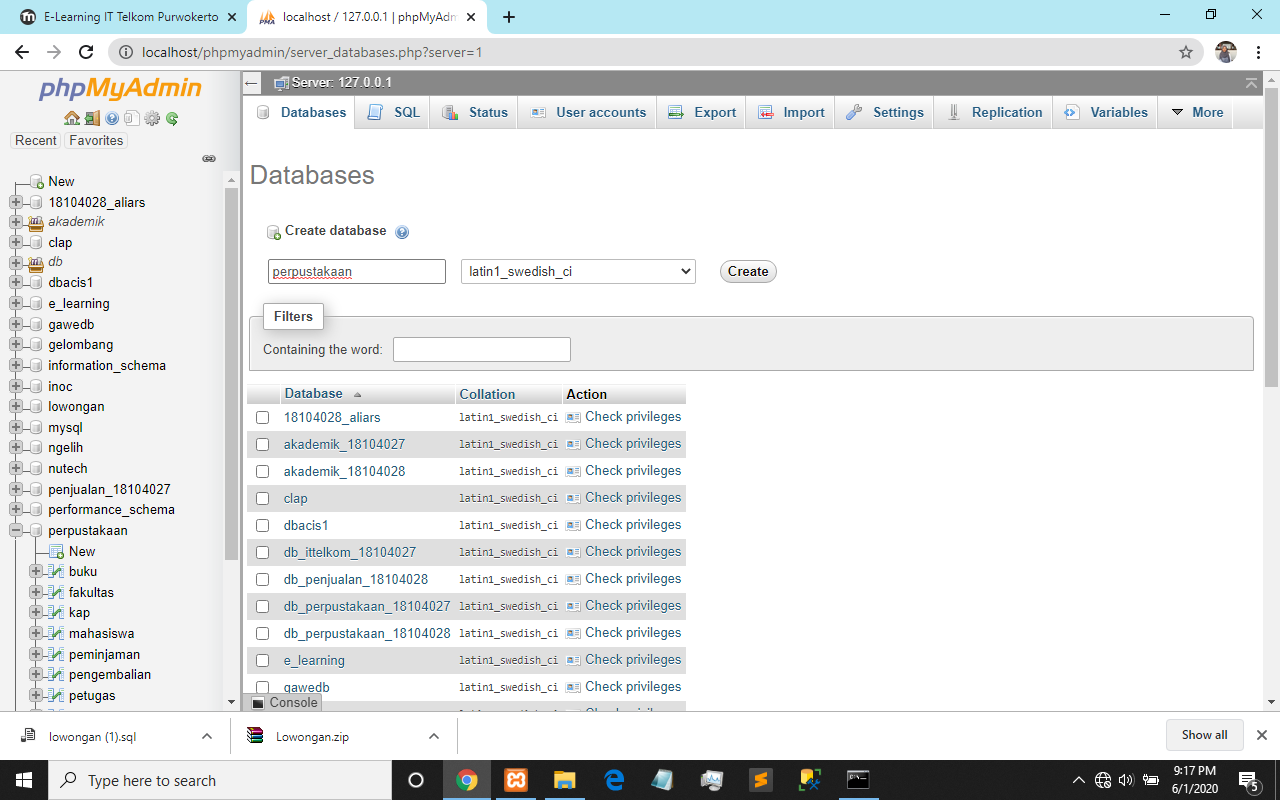 E-Learning IT Telkom Purwokerto
localhost / 127.0.0.1 | phpMyAdm
localhost/phpmyadmin/server_databases.php?server=1
phpMyAdmin
Recent
Favorites
New
18104028_aliars
akademik
clap
db
dbacis1
e_learning
gawedb
gelombang
information_schema
inoc
lowongan
mysql
ngelih
nutech
penjualan_18104027
performance_schema
perpustakaan
New
buku
fakultas
kap
mahasiswa
peminjaman
pengembalian
petugas
Server: 127.0.0.1
Databases SQL Status User accounts Export Import Settings Replication Variables More
Databases
Create database
perpustakaan latin1_swedish_ci Create
Filters
Containing the word:
Database Collation Action
18104028_aliars latin1_swedish_ci Check privileges
akademik_18104027 latin1_swedish_ci Check privileges
akademik_18104028 latin1_swedish_ci Check privileges
clap latin1_swedish_ci Check privileges
dbacis1 latin1_swedish_ci Check privileges
db_ittelkom_18104027 latin1_swedish_ci Check privileges
db_penjualan_18104028 latin1_swedish_ci Check privileges
db_perpustakaan_18104027 latin1_swedish_ci Check privileges
db_perpustakaan_18104028 latin1_swedish_ci Check privileges
e_learning latin1_swedish_ci Check privileges
gawedb latin1_swedish_ci Check privileges
Console
lowongan (1).sql
Lowongan.zip
Show all
Type here to search
9:17 PM
6/1/2020
5